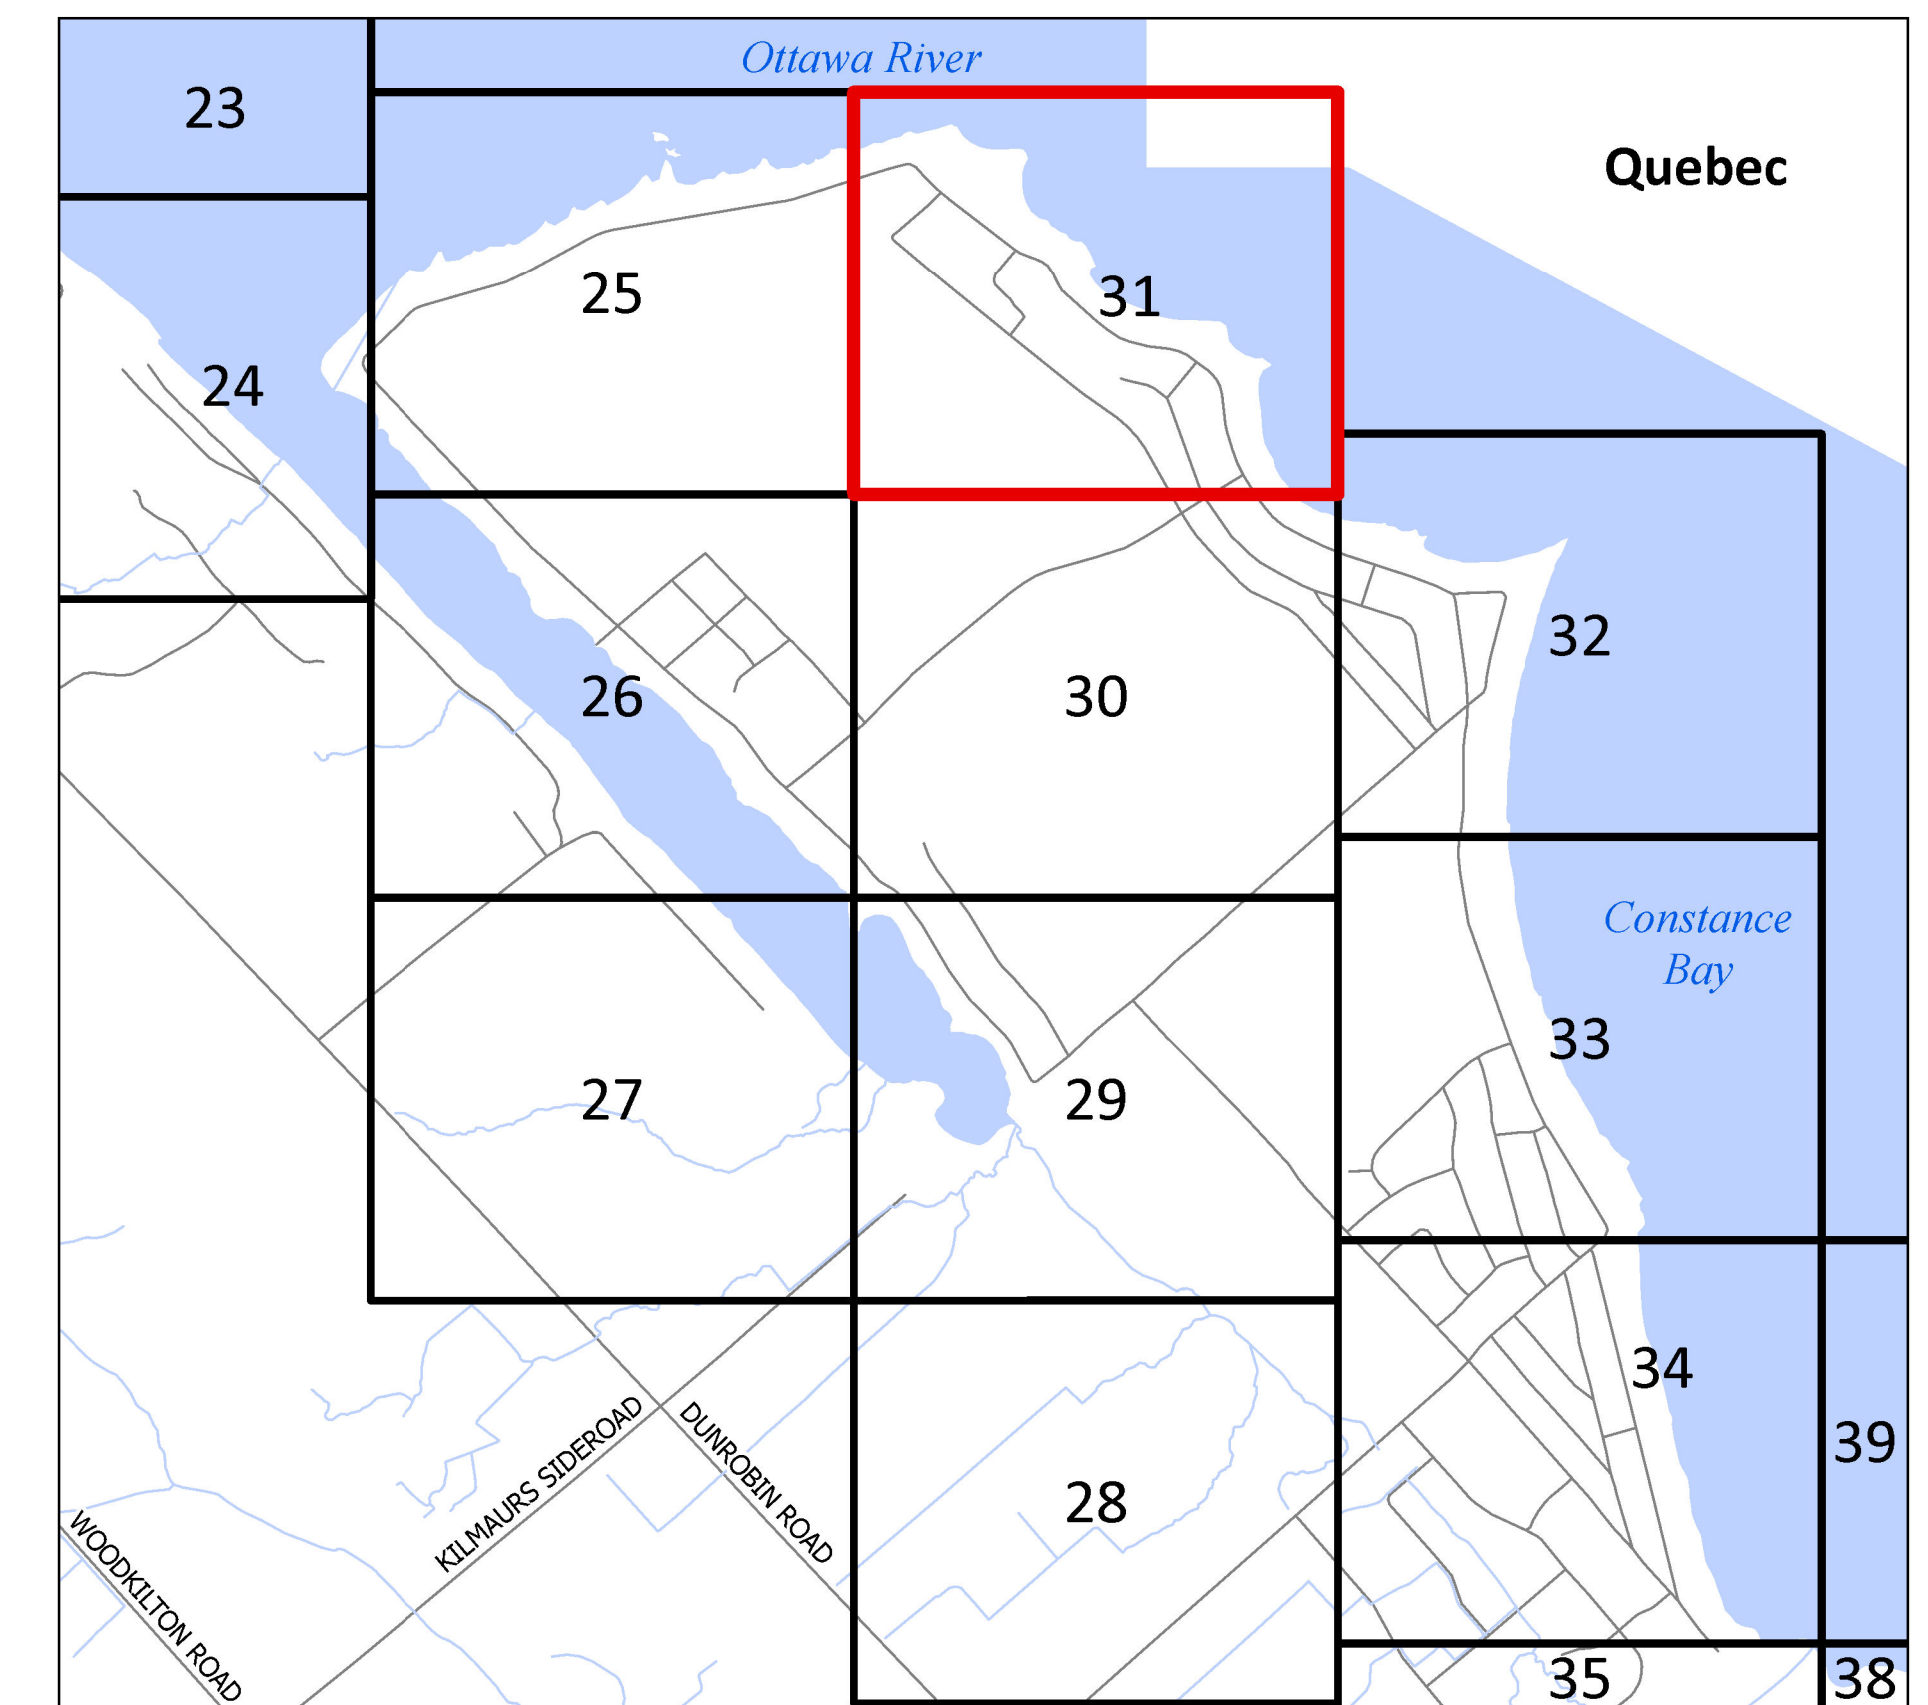 Ottawa River
23
Quebec
25
31
24
32
26
30
Constance
Bay
33
27
29
34
39
KILMAURS SIDEROAD
DUNROBIN ROAD
28
WOODKILTON ROAD
35
38